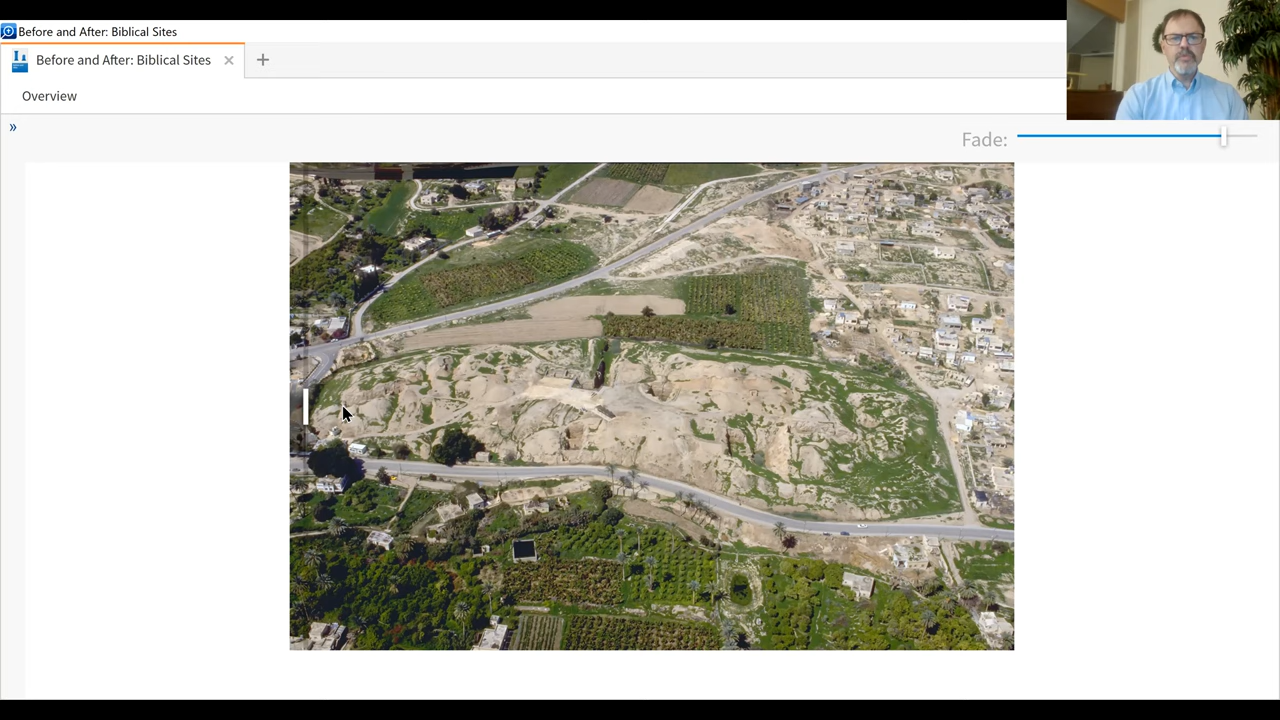 Before and After: Biblical Sites
Before and After: Biblical Sites
Overview
»
Fade: